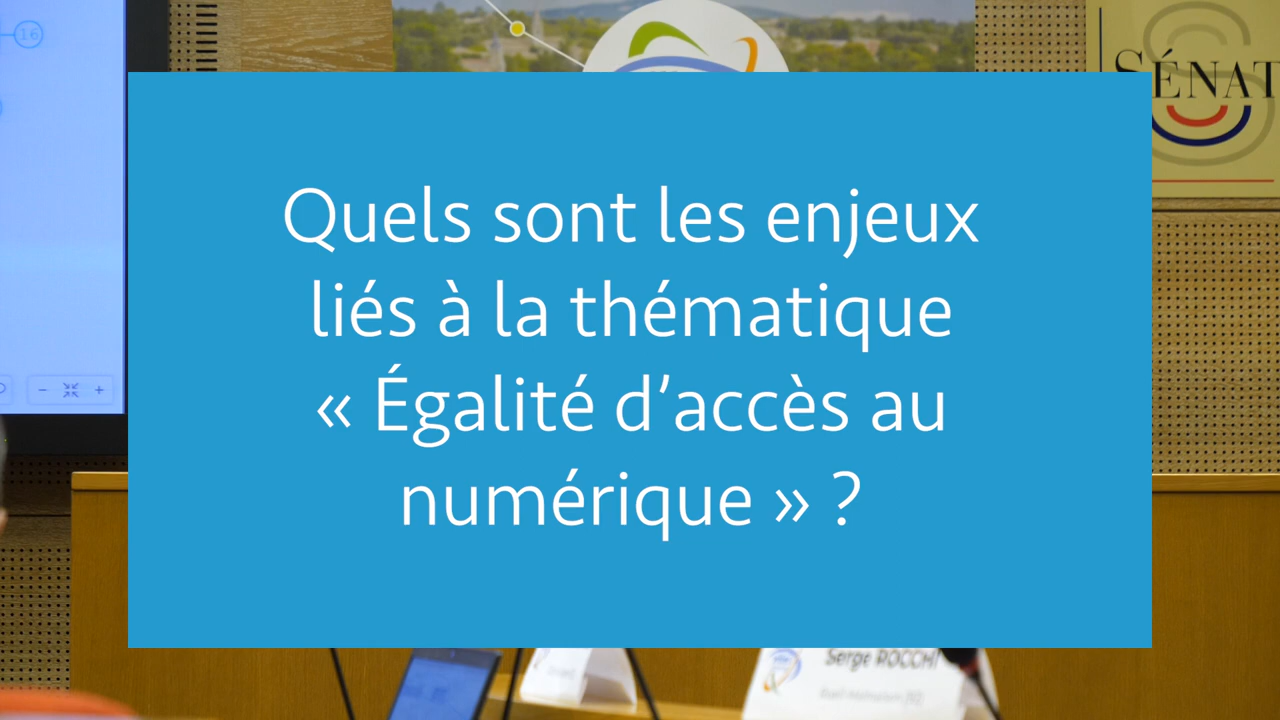 16
SÉNAT
Quels sont les enjeux
liés à la thématique
« Égalité d’accès au
numérique » ?
Serge ROCCHI